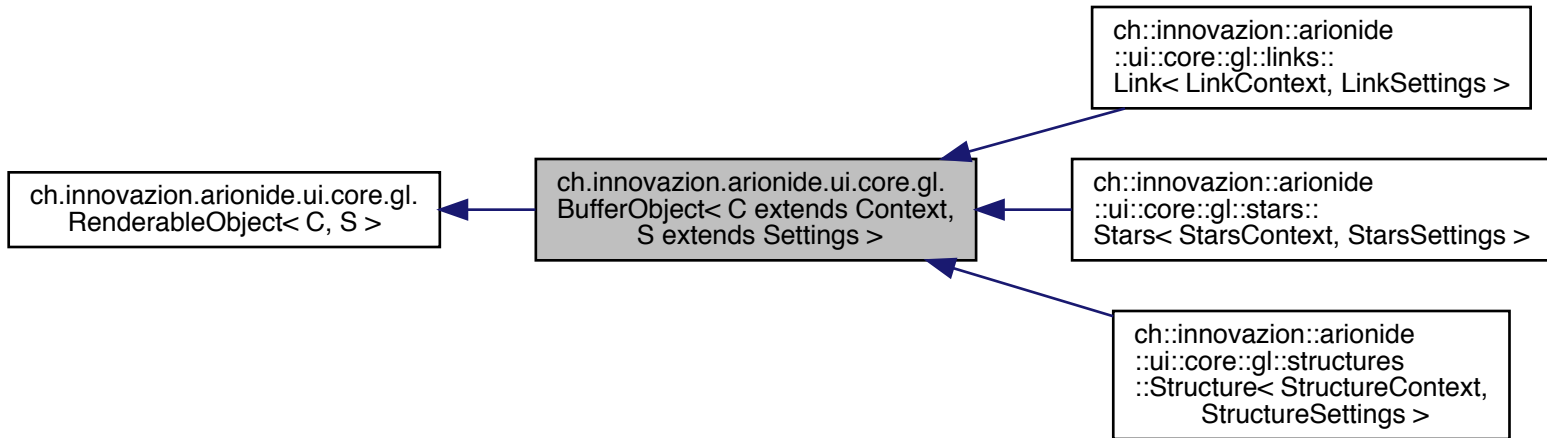 ch.innovazion.arionide.ui.core.gl.
RenderableObject< C, S >
ch.innovazion.arionide.ui.core.gl.
BufferObject< C extends Context,
S extends Settings >
ch::innovazion::arionide
::ui::core::gl::links::
Link< LinkContext, LinkSettings >
ch::innovazion::arionide
::ui::core::gl::stars::
Stars< StarsContext, StarsSettings >
ch::innovazion::arionide
::ui::core::gl::structures
::Structure< StructureContext,
StructureSettings >